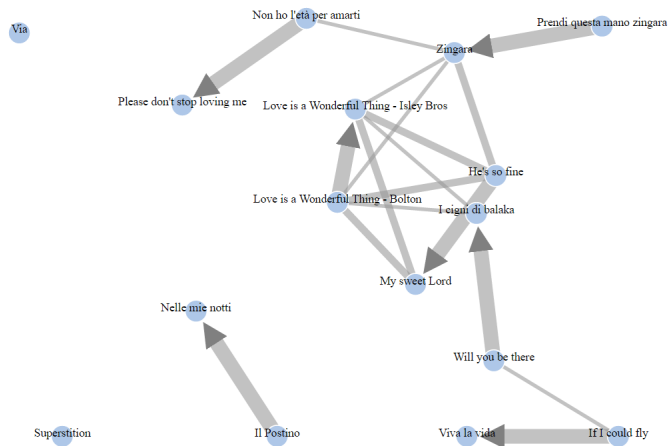 Non ho l'età per amarti
Prendi questa mano zingara
Via
Zingara
Please don't stop loving me
Love is a Wonderful Thing - Isley Bros
He's so fine
Love is a Wonderful Thing - Bolton
I cigni di balaka
My sweet Lord
Nelle mie notti
Will you be there
Superstition
Il Postino
Viva la vida
If I could fly